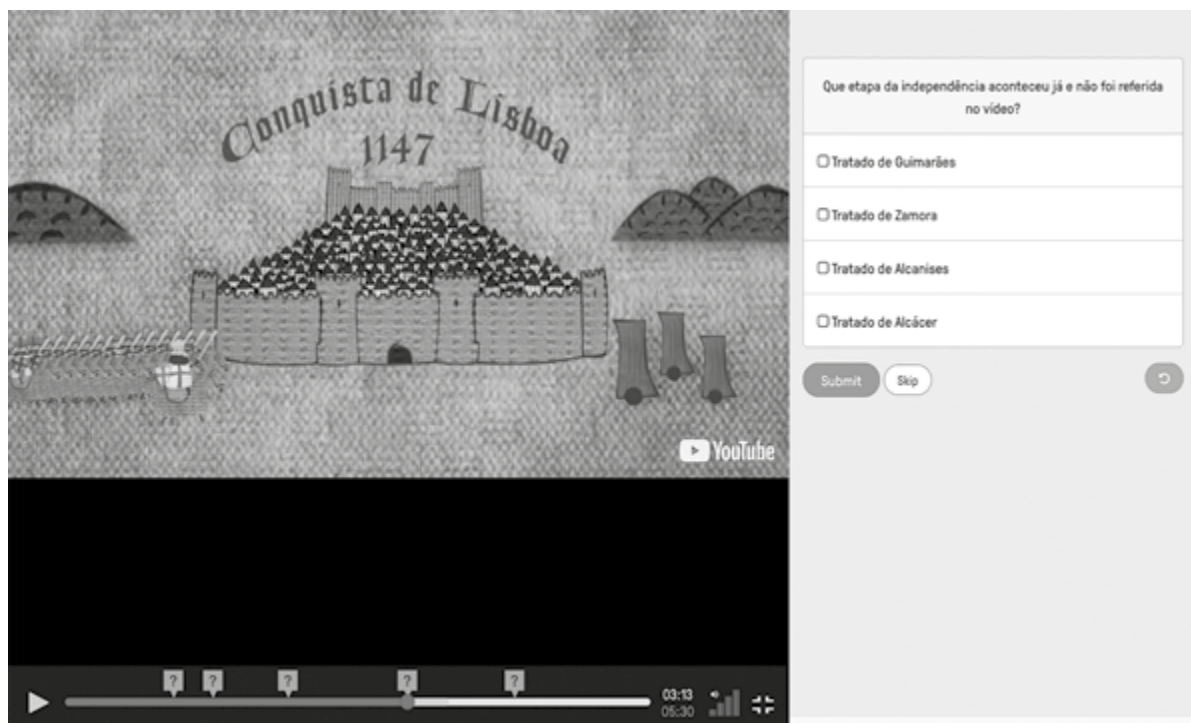 Conquista de Lisboa
1147
YouTube
? ? ? ? ?
03:13
05:30
Que etapa da independência aconteceu já e não foi referida
no vídeo?
Tratado de Guimarães
Tratado de Zamora
Tratado de Alcanises
Tratado de Alcácer
Submit Skip